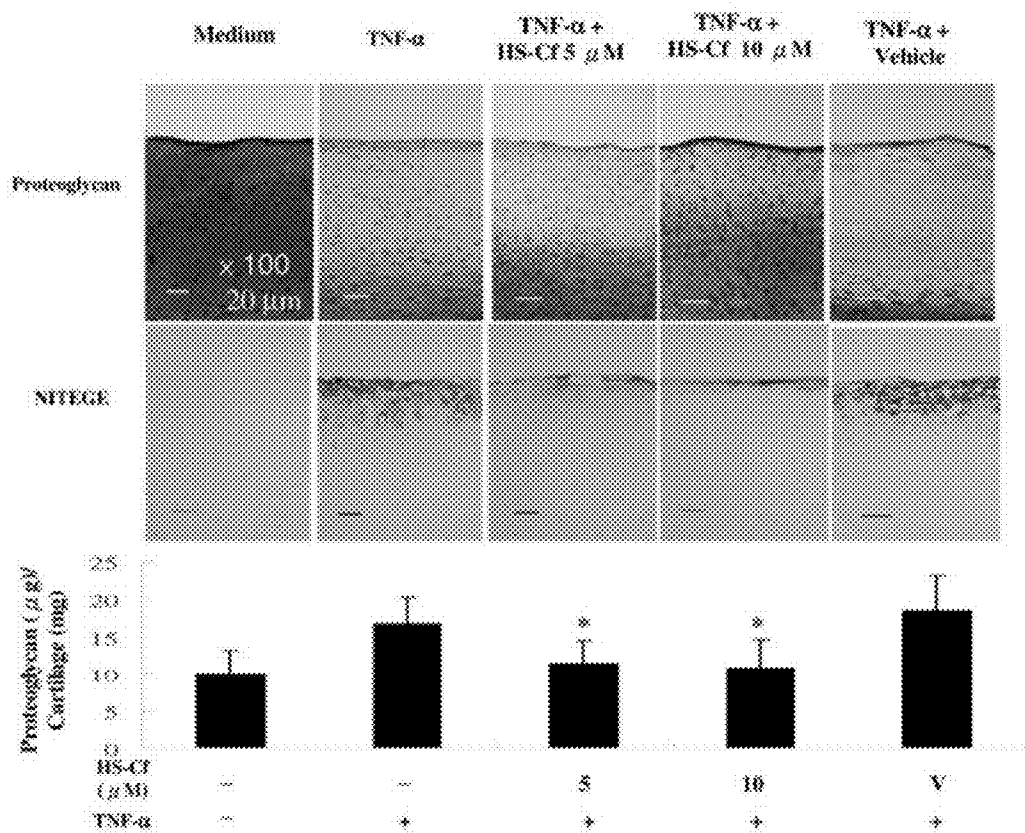 Medium
TNF-α
TNF-α +
HS-Cf 5 μM
TNF-α +
HS-Cf 10 μM
TNF-α +
Vehicle
Proteoglycan
× 100
20 μm
NITEGE
Proteoglycan (μg)/
Cartilage (mg)
25
20
15
10
5
0
*
*
HS-Cf
(μM)
–
–
5
10
V
TNF-α
–
+
+
+
+